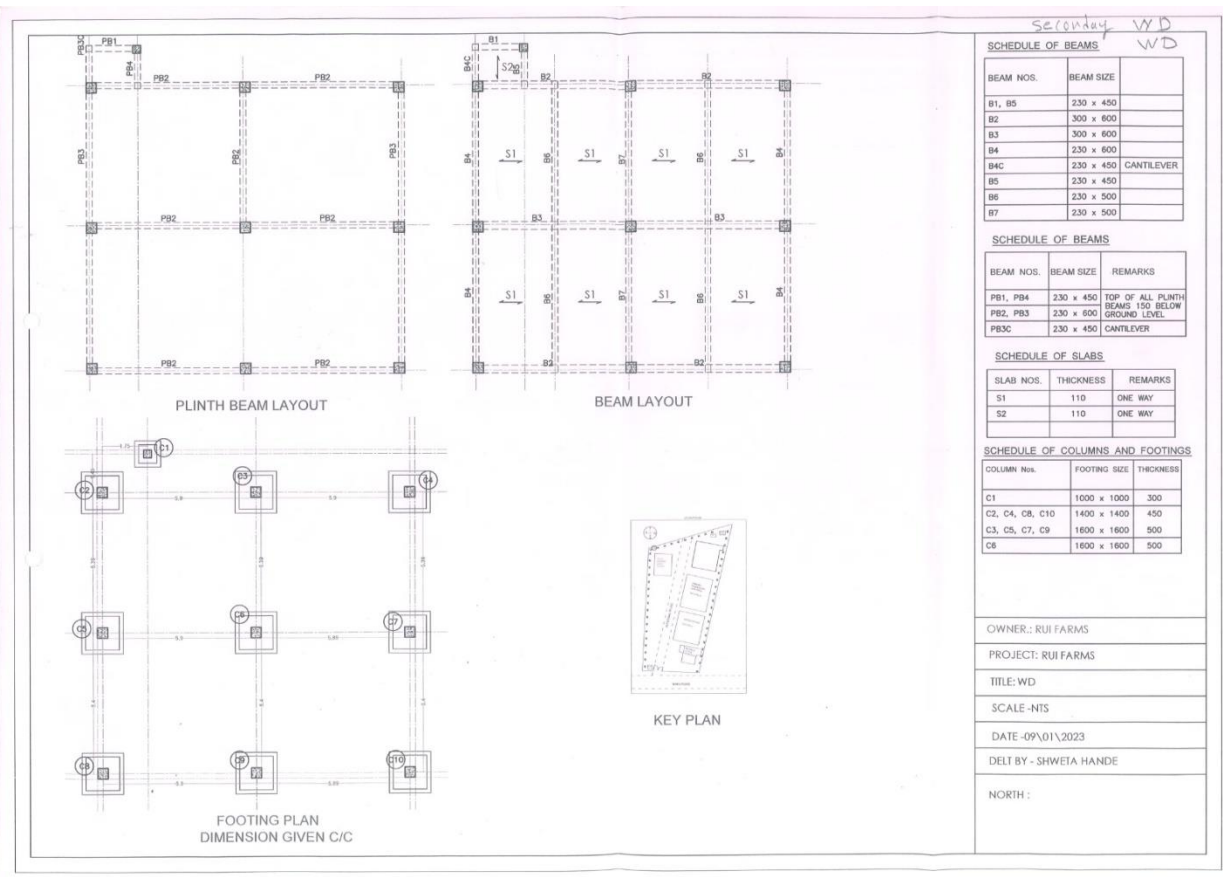 Seconday WD
WD
PB3C PB1
PB4
PB2 PB2
PB3 PB2 PB3
PB2 PB2
PB2 PB2
PLINTH BEAM LAYOUT
B1
B4C S2 B5
B2 B2
B4 S1 B6 S1 B7 S1 B6 S1 B4
B3 B3
B4 S1 B6 S1 B7 S1 B6 S1 B4
B2 B2
BEAM LAYOUT
C1
C2 C3 C4
C6 C7
C8 C9 C10
FOOTING PLAN
DIMENSION GIVEN C/C
KEY PLAN
SCHEDULE OF BEAMS
BEAM NOS. BEAM SIZE
B1, B5 230 x 450
B2 300 x 600
B3 300 x 600
B4 230 x 600
B4C 230 x 450 CANTILEVER
B5 230 x 450
B6 230 x 500
B7 230 x 500
SCHEDULE OF BEAMS
BEAM NOS. BEAM SIZE REMARKS
PB1, PB4 230 x 450 TOP OF ALL PLINTH
PB2, PB3 230 x 600 BEAMS 150 BELOW
GROUND LEVEL
PB3C 230 x 450 CANTILEVER
SCHEDULE OF SLABS
SLAB NOS. THICKNESS REMARKS
S1 110 ONE WAY
S2 110 ONE WAY
SCHEDULE OF COLUMNS AND FOOTINGS
COLUMN Nos. FOOTING SIZE THICKNESS
C1 1000 x 1000 300
C2, C4, C8, C10 1400 x 1400 450
C3, C5, C7, C9 1600 x 1600 500
C6 1600 x 1600 500
OWNER.: RUI FARMS
PROJECT: RUI FARMS
TITLE: WD
SCALE -NTS
DATE -09\01\2023
DELT BY - SHWETA HANDE
NORTH :